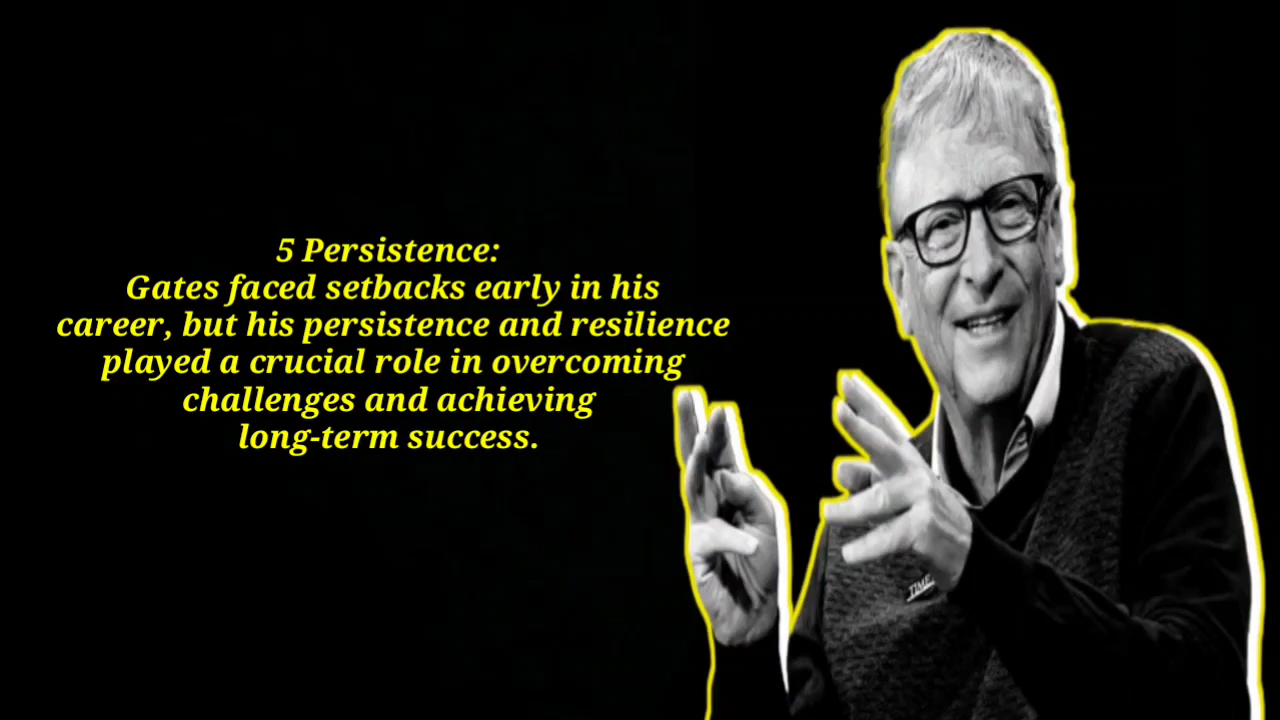 5 Persistence:
Gates faced setbacks early in his
career, but his persistence and resilience
played a crucial role in overcoming
challenges and achieving
long-term success.
TIME